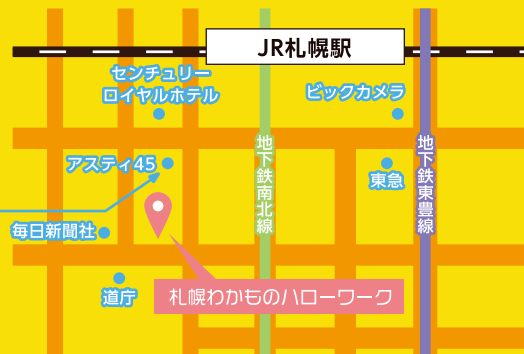 JR札幌駅
センチュリー
ロイヤルホテル
ビックカメラ
地下鉄南北線
地下鉄東豊線
アスティ45
東急
毎日新聞社
道庁
札幌わかものハローワーク